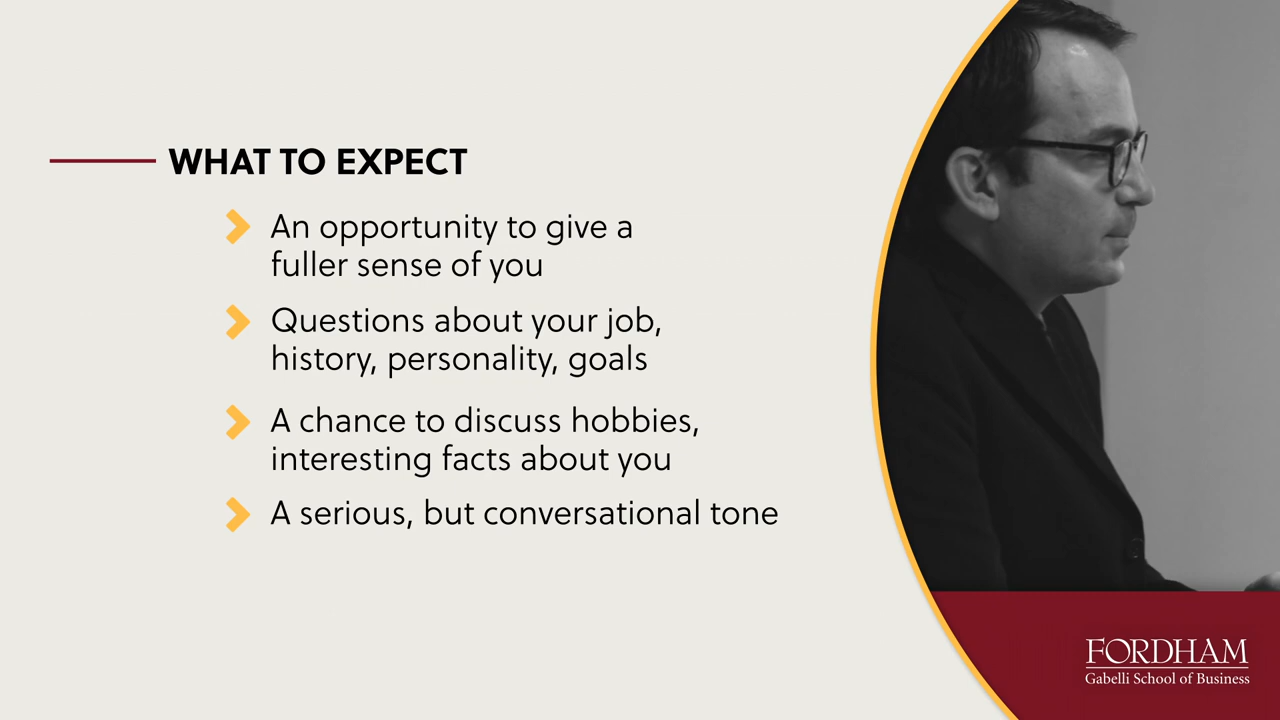 WHAT TO EXPECT
An opportunity to give a
fuller sense of you
Questions about your job,
history, personality, goals
A chance to discuss hobbies,
interesting facts about you
A serious, but conversational tone
FORDHAM
Gabelli School of Business